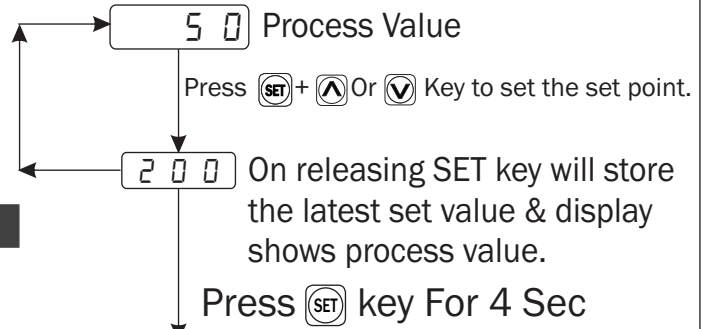 5 0 Process Value
Press SET + ∧ Or ∨ Key to set the set point.
2 0 0 On releasing SET key will store
the latest set value & display
shows process value.
Press SET key For 4 Sec